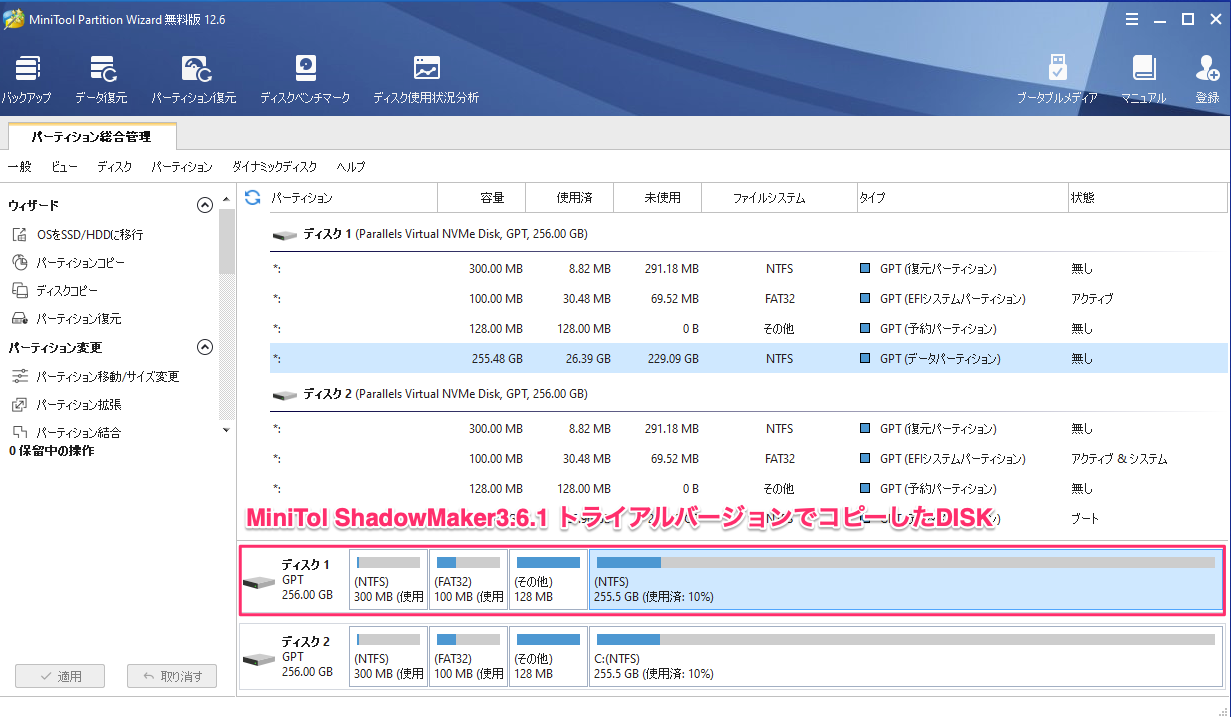 MiniTool Partition Wizard 無料版 12.6
バックアップ
データ復元
パーティション復元
ディスクベンチマーク
ディスク使用状況分析
ブータブルメディア
マニュアル
登録
パーティション総合管理
一般 ビュー ディスク パーティション ダイナミックディスク ヘルプ
ウィザード
OSをSSD/HDDに移行
パーティションコピー
ディスクコピー
パーティション復元
パーティション変更
パーティション移動/サイズ変更
パーティション拡張
パーティション結合
0 保留中の操作
適用
取り消す
パーティション 容量 使用済 未使用 ファイルシステム タイプ 状態
ディスク 1 (Parallels Virtual NVMe Disk, GPT, 256.00 GB)
*: 300.00 MB 8.82 MB 291.18 MB NTFS GPT (復元パーティション) 無し
*: 100.00 MB 30.48 MB 69.52 MB FAT32 GPT (EFIシステムパーティション) アクティブ
*: 128.00 MB 128.00 MB 0 B その他 GPT (予約パーティション) 無し
*: 255.48 GB 26.39 GB 229.09 GB NTFS GPT (データパーティション) 無し
ディスク 2 (Parallels Virtual NVMe Disk, GPT, 256.00 GB)
*: 300.00 MB 8.82 MB 291.18 MB NTFS GPT (復元パーティション) 無し
*: 100.00 MB 30.48 MB 69.52 MB FAT32 GPT (EFIシステムパーティション) アクティブ & システム
*: 128.00 MB 128.00 MB 0 B その他 GPT (予約パーティション) 無し
MiniTol ShadowMaker3.6.1 トライアルバージョンでコピーしたDISK
ブート
ディスク 1
GPT
256.00 GB
(NTFS)
300 MB (使用
(FAT32)
100 MB (使用
(その他)
128 MB
(NTFS)
255.5 GB (使用済: 10%)
ディスク 2
GPT
256.00 GB
(NTFS)
300 MB (使用
(FAT32)
100 MB (使用
(その他)
128 MB
C:(NTFS)
255.5 GB (使用済: 10%)